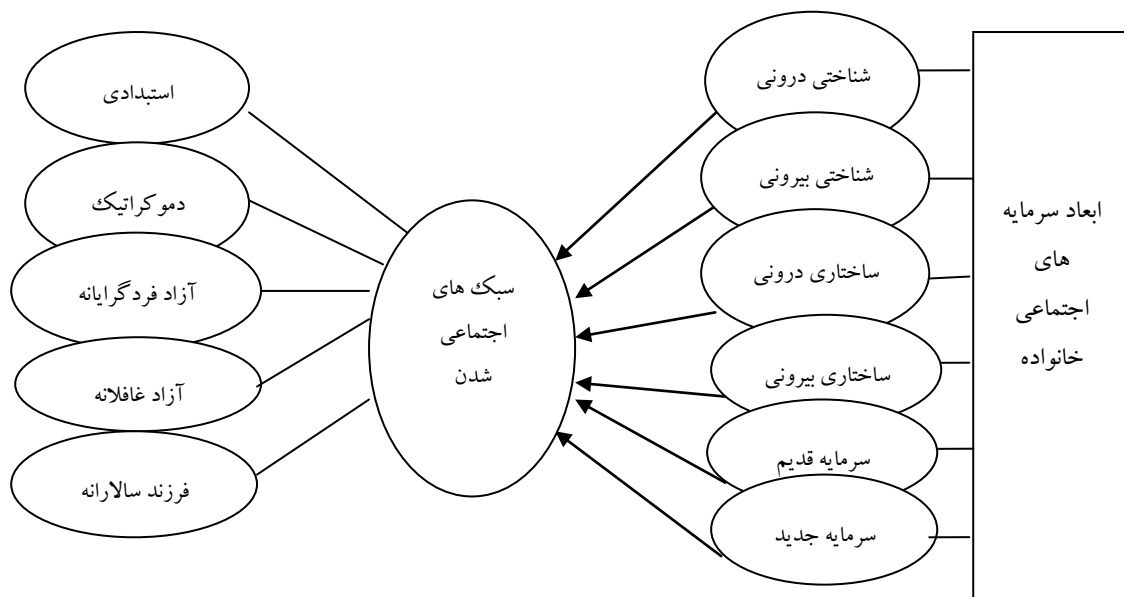 ابعاد سرمایه
های
اجتماعی
خانواده
شناختی درونی
شناختی بیرونی
ساختاری درونی
ساختاری بیرونی
سرمایه قدیم
سرمایه جدید
سبک های
اجتماعی
شدن
استبدادی
دموکراتیک
آزاد فردگرایانه
آزاد غافلانه
فرزند سالارانه